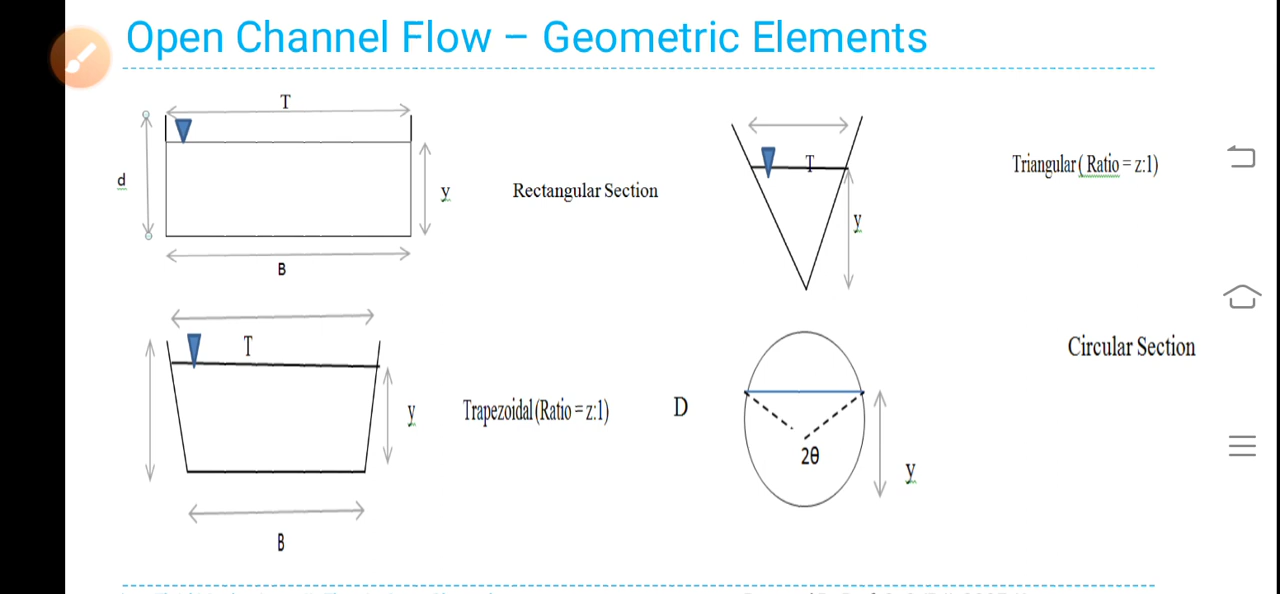 Open Channel Flow – Geometric Elements
T
d
y
Rectangular Section
B
T
y
Triangular ( Ratio = z:1)
T
y
Trapezoidal (Ratio = z:1)
B
D
2θ
y
Circular Section